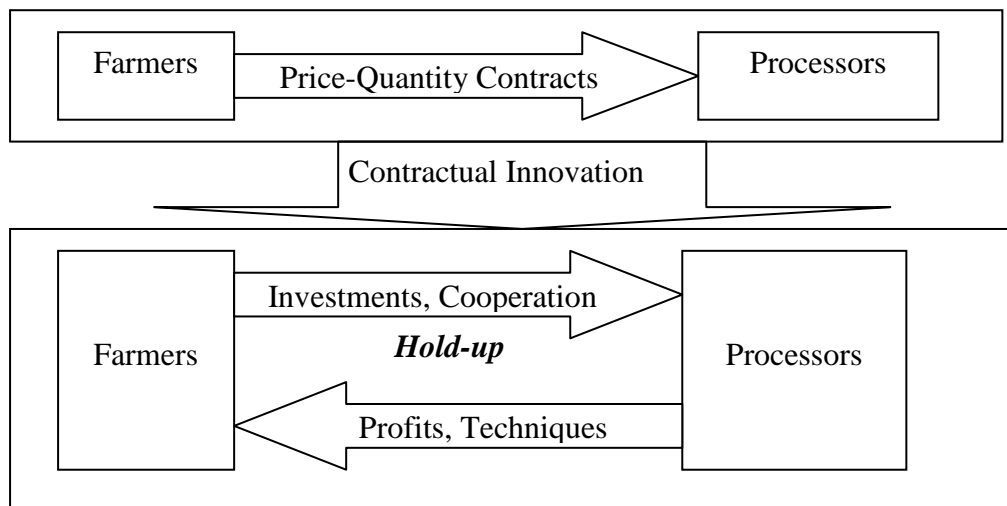 Farmers
Price-Quantity Contracts
Processors
Contractual Innovation
Investments, Cooperation
Hold-up
Farmers
Processors
Profits, Techniques